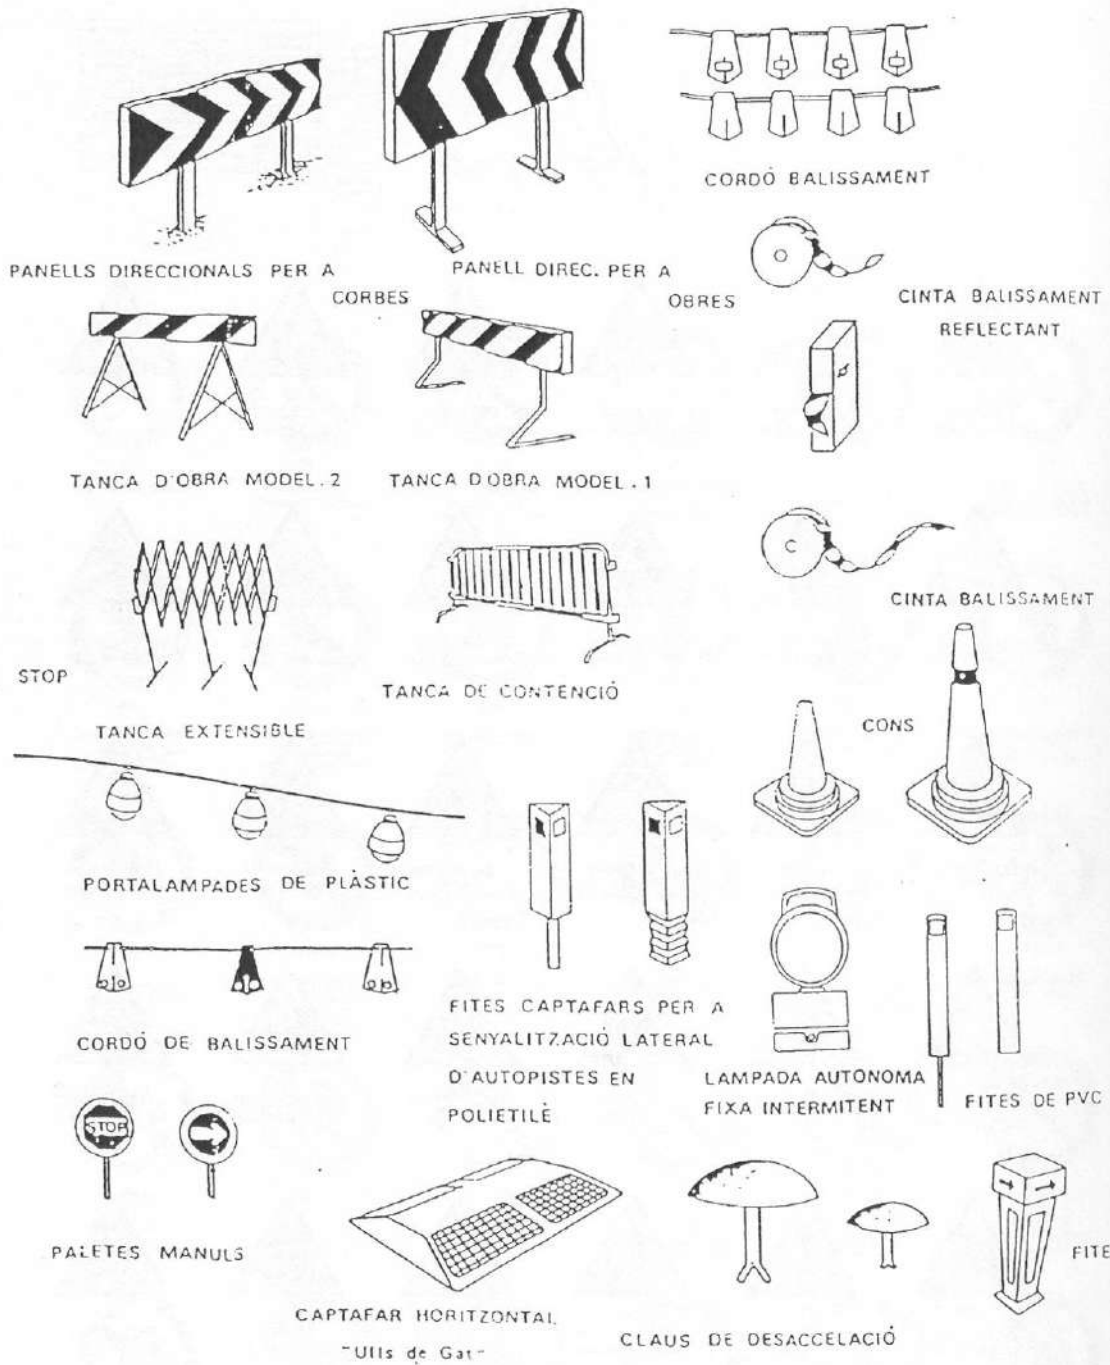 CORDÓ BALISSAMENT
PANELLS DIRECCIONALS PER A
CORBES
PANELL DIREC. PER A
OBRES
CINTA BALISSAMENT
REFLECTANT
TANCA D'OBRA MODEL.2
TANCA D'OBRA MODEL.1
CINTA BALISSAMENT
STOP
TANCA DE CONTENCIÓ
TANCA EXTENSIBLE
CONS
PORTALAMPADES DE PLÀSTIC
CORDÓ DE BALISSAMENT
FITES CAPTAFARS PER A
SENYALITZACIÓ LATERAL
D'AUTOPISTES EN
POLIETILÈ
LAMPADA AUTONOMA
FIXA INTERMITENT
FITES DE PVC
STOP
PALETES MANULS
CAPTAFAR HORITZONTAL
"Ulls de Gat"
CLAUS DE DESACCELACIÓ
FITE